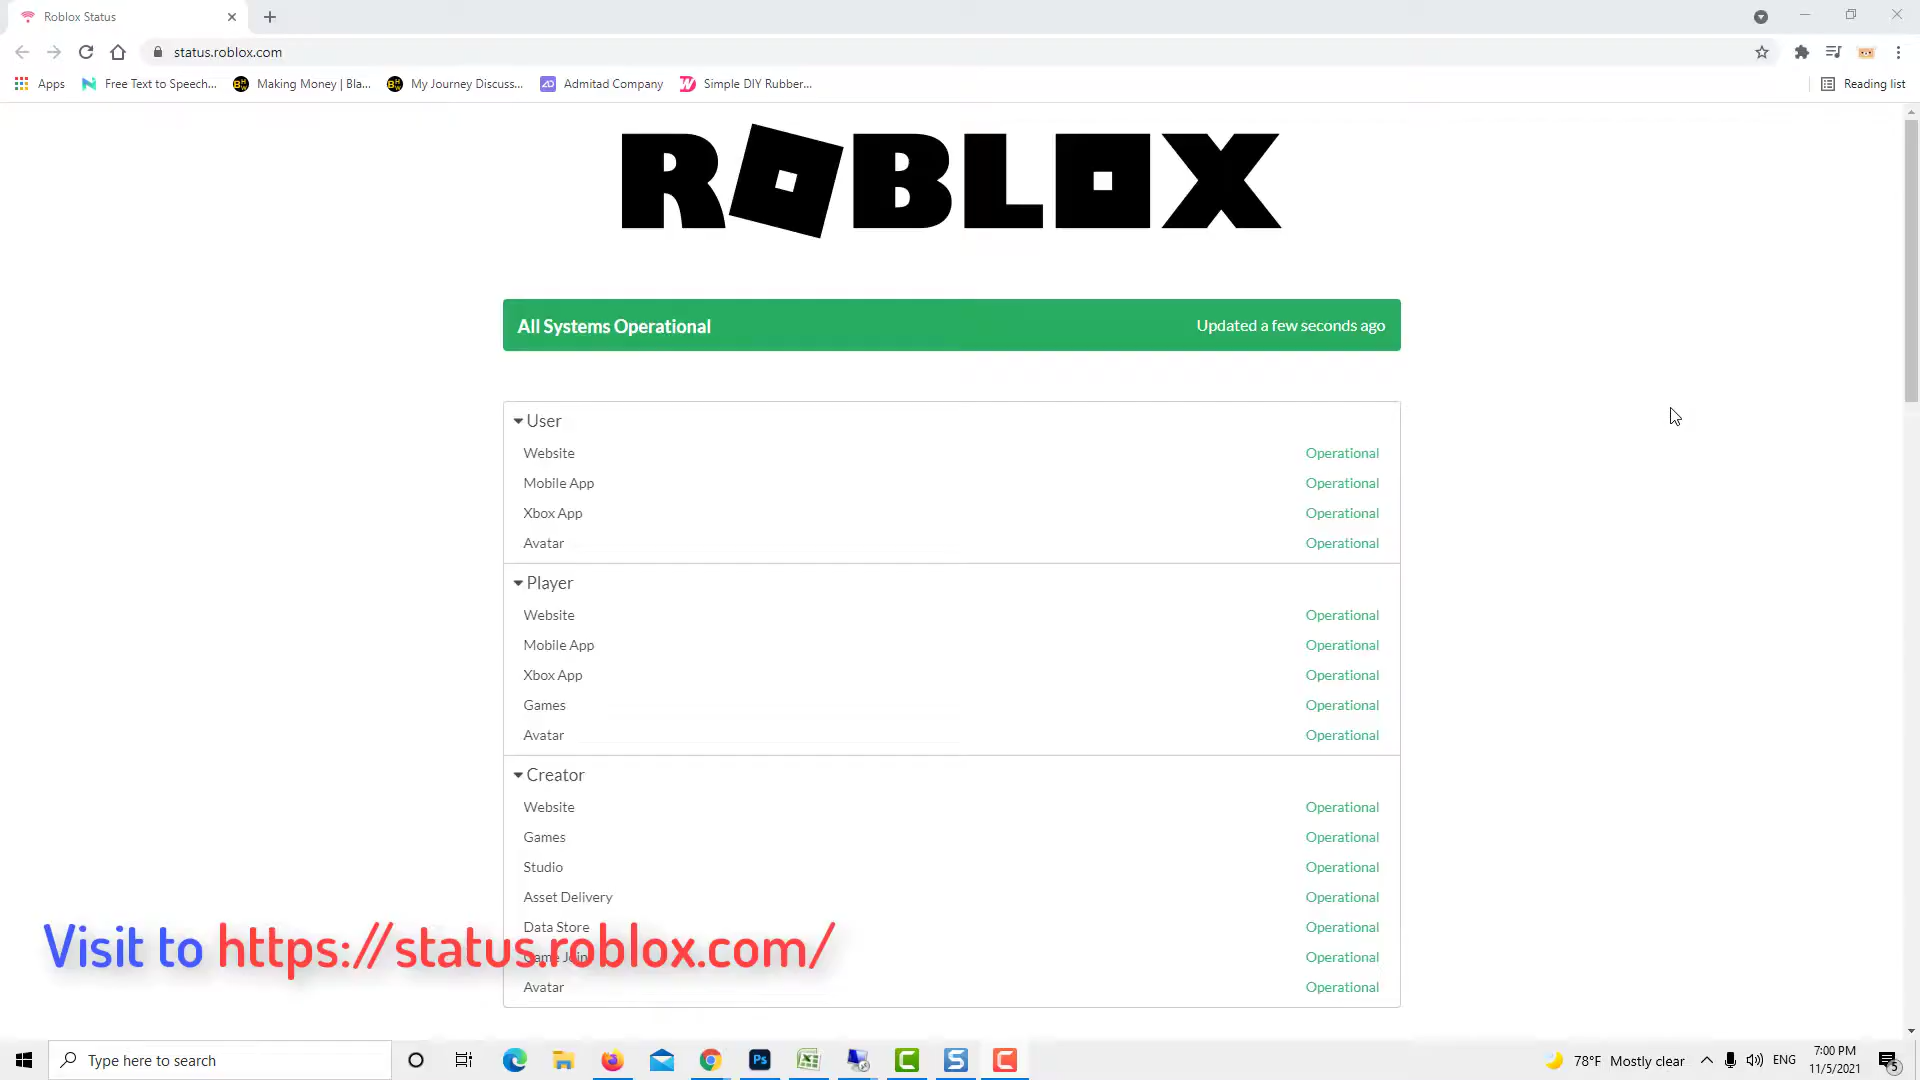 Roblox Status
status.roblox.com
Apps Free Text to Speech... Making Money | Bla... My Journey Discuss... Admitad Company Simple DIY Rubber... Reading list
ROBLOX
All Systems Operational Updated a few seconds ago
User
Website Operational
Mobile App Operational
Xbox App Operational
Avatar Operational
Player
Website Operational
Mobile App Operational
Xbox App Operational
Games Operational
Avatar Operational
Creator
Website Operational
Games Operational
Studio Operational
Asset Delivery Operational
Data Store Operational
Visit to https://status.roblox.com/
Game Join Operational
Avatar Operational
Type here to search Ps 78°F Mostly clear ENG 7:00 PM
11/5/2021 5